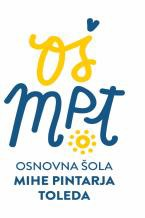 oš
MPT
OSNOVNA ŠOLA
MIHE PINTARJA
TOLEDA